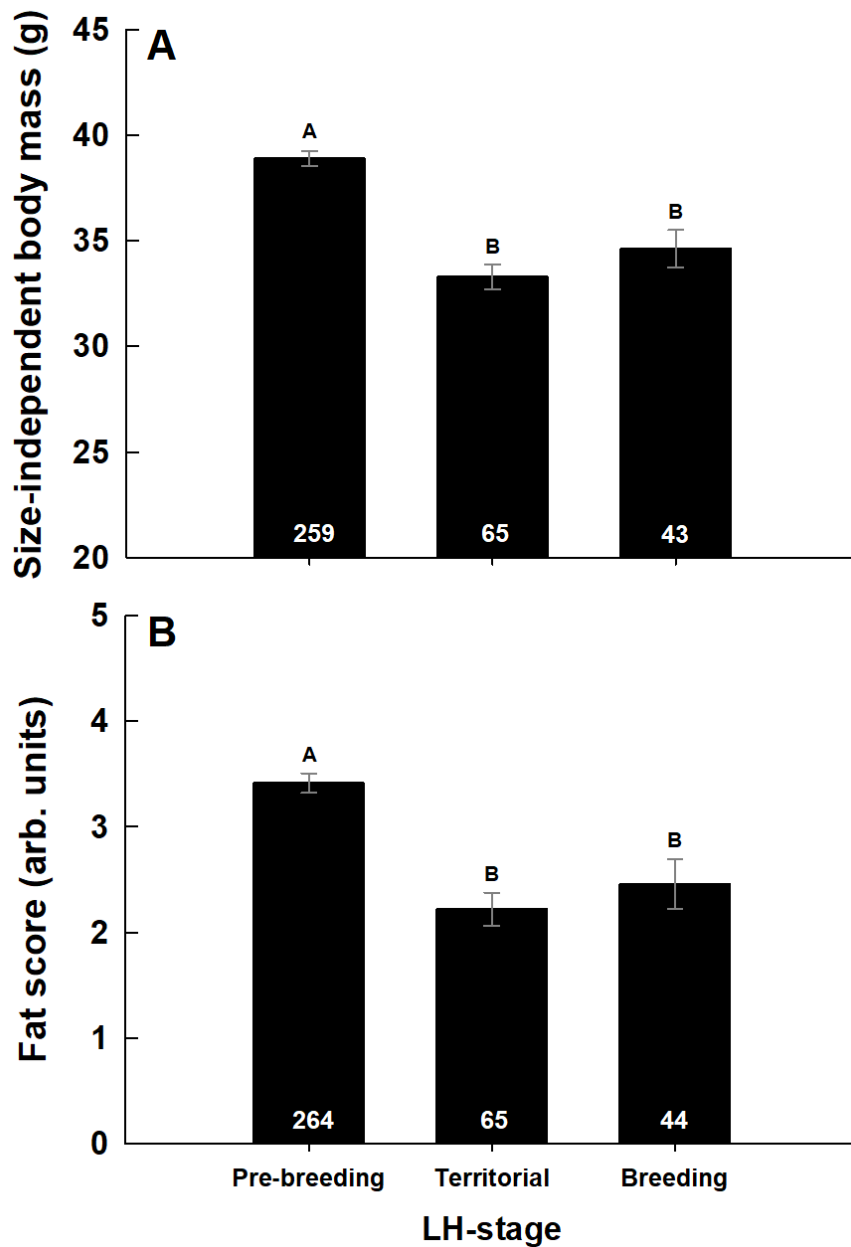 A
Size-independent body mass (g)
45
40
35
30
25
20
A
B
B
259
65
43
B
Fat score (arb. units)
5
4
3
2
1
0
A
B
B
264
65
44
Pre-breeding
Territorial
Breeding
LH-stage